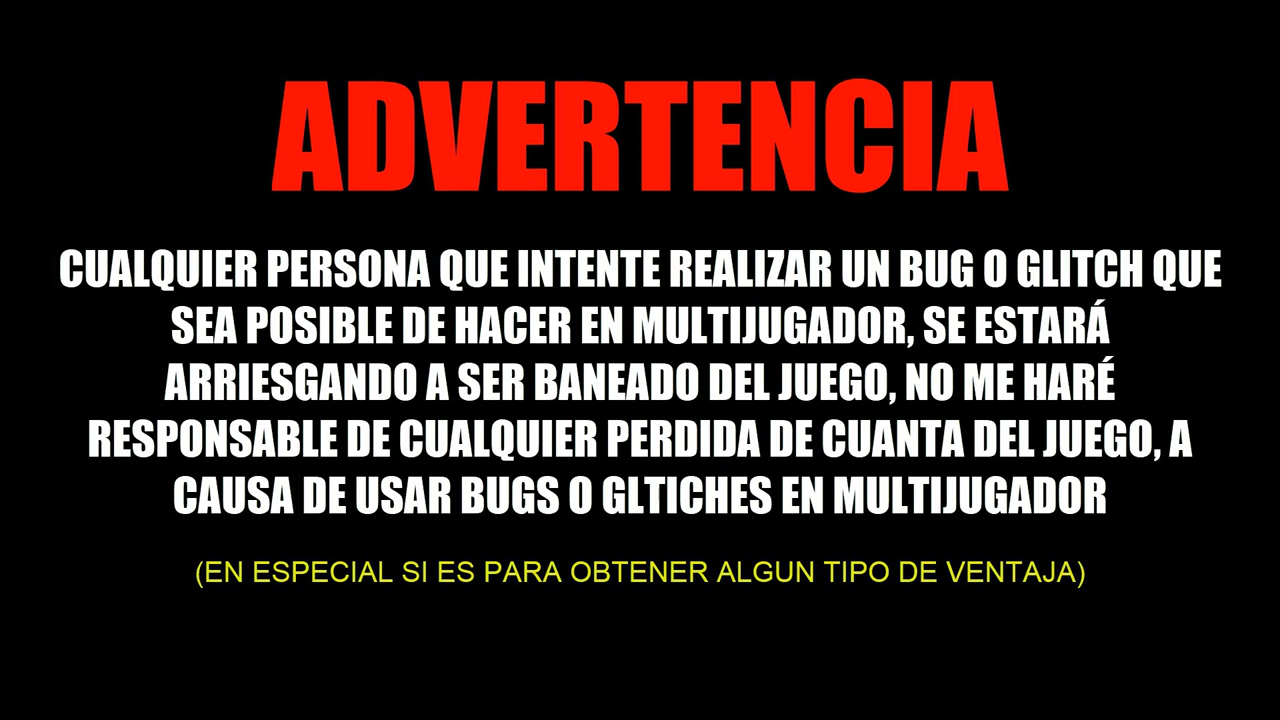 ADVERTENCIA
CUALQUIER PERSONA QUE INTENTE REALIZAR UN BUG O GLITCH QUE
SEA POSIBLE DE HACER EN MULTIJUGADOR, SE ESTARÁ
ARRIESGANDO A SER BANEADO DEL JUEGO, NO ME HARÉ
RESPONSABLE DE CUALQUIER PERDIDA DE CUANTA DEL JUEGO, A
CAUSA DE USAR BUGS O GLTICHES EN MULTIJUGADOR
(EN ESPECIAL SI ES PARA OBTENER ALGUN TIPO DE VENTAJA)